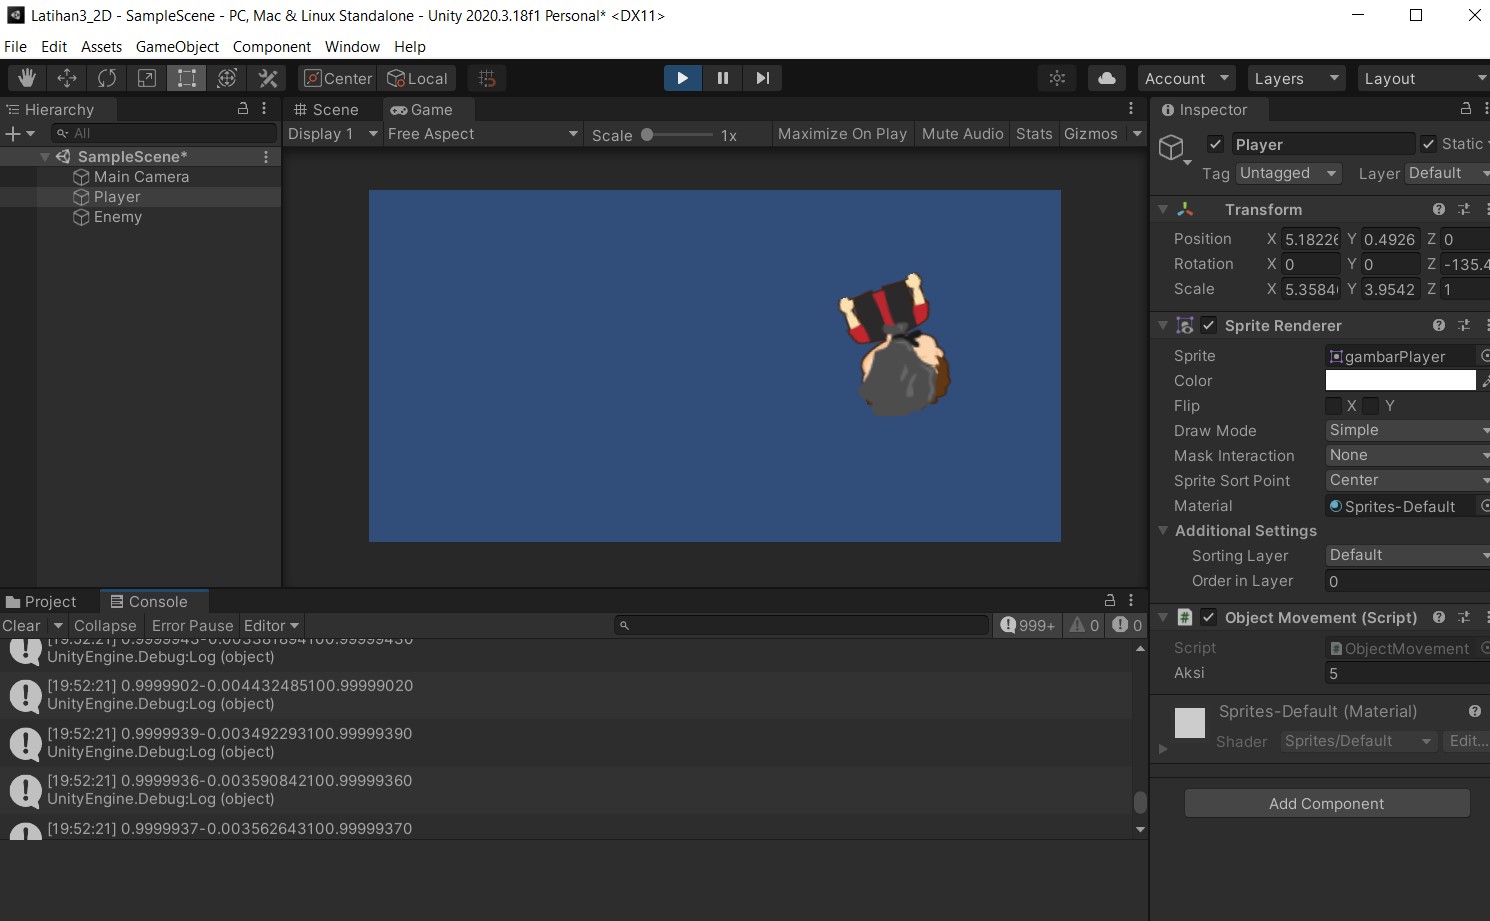 Latihan3_2D - SampleScene - PC, Mac & Linux Standalone - Unity 2020.3.18f1 Personal* <DX11>
File Edit Assets GameObject Component Window Help
Center Local Account Layers Layout
Hierarchy
All
SampleScene*
Main Camera
Player
Enemy
Scene Game
Display 1 Free Aspect Scale 1x Maximize On Play Mute Audio Stats Gizmos
Project Console
Clear Collapse Error Pause Editor 999+ 0 0
UnityEngine.Debug:Log (object)
[19:52:21] 0.9999902-0.004432485100.99999020
UnityEngine.Debug:Log (object)
[19:52:21] 0.9999939-0.003492293100.99999390
UnityEngine.Debug:Log (object)
[19:52:21] 0.9999936-0.003590842100.99999360
UnityEngine.Debug:Log (object)
[19:52:21] 0.9999937-0.003562643100.99999370
Inspector
Player Static
Tag Untagged Layer Default
Transform
Position X 5.18226 Y 0.4926 Z 0
Rotation X 0 Y 0 Z -135.4
Scale X 5.3584 Y 3.9542 Z 1
Sprite Renderer
Sprite gambarPlayer
Color
Flip X Y
Draw Mode Simple
Mask Interaction None
Sprite Sort Point Center
Material Sprites-Default
Additional Settings
Sorting Layer Default
Order in Layer 0
Object Movement (Script)
Script ObjectMovement
Aksi 5
Sprites-Default (Material)
Shader Sprites/Default Edit...
Add Component